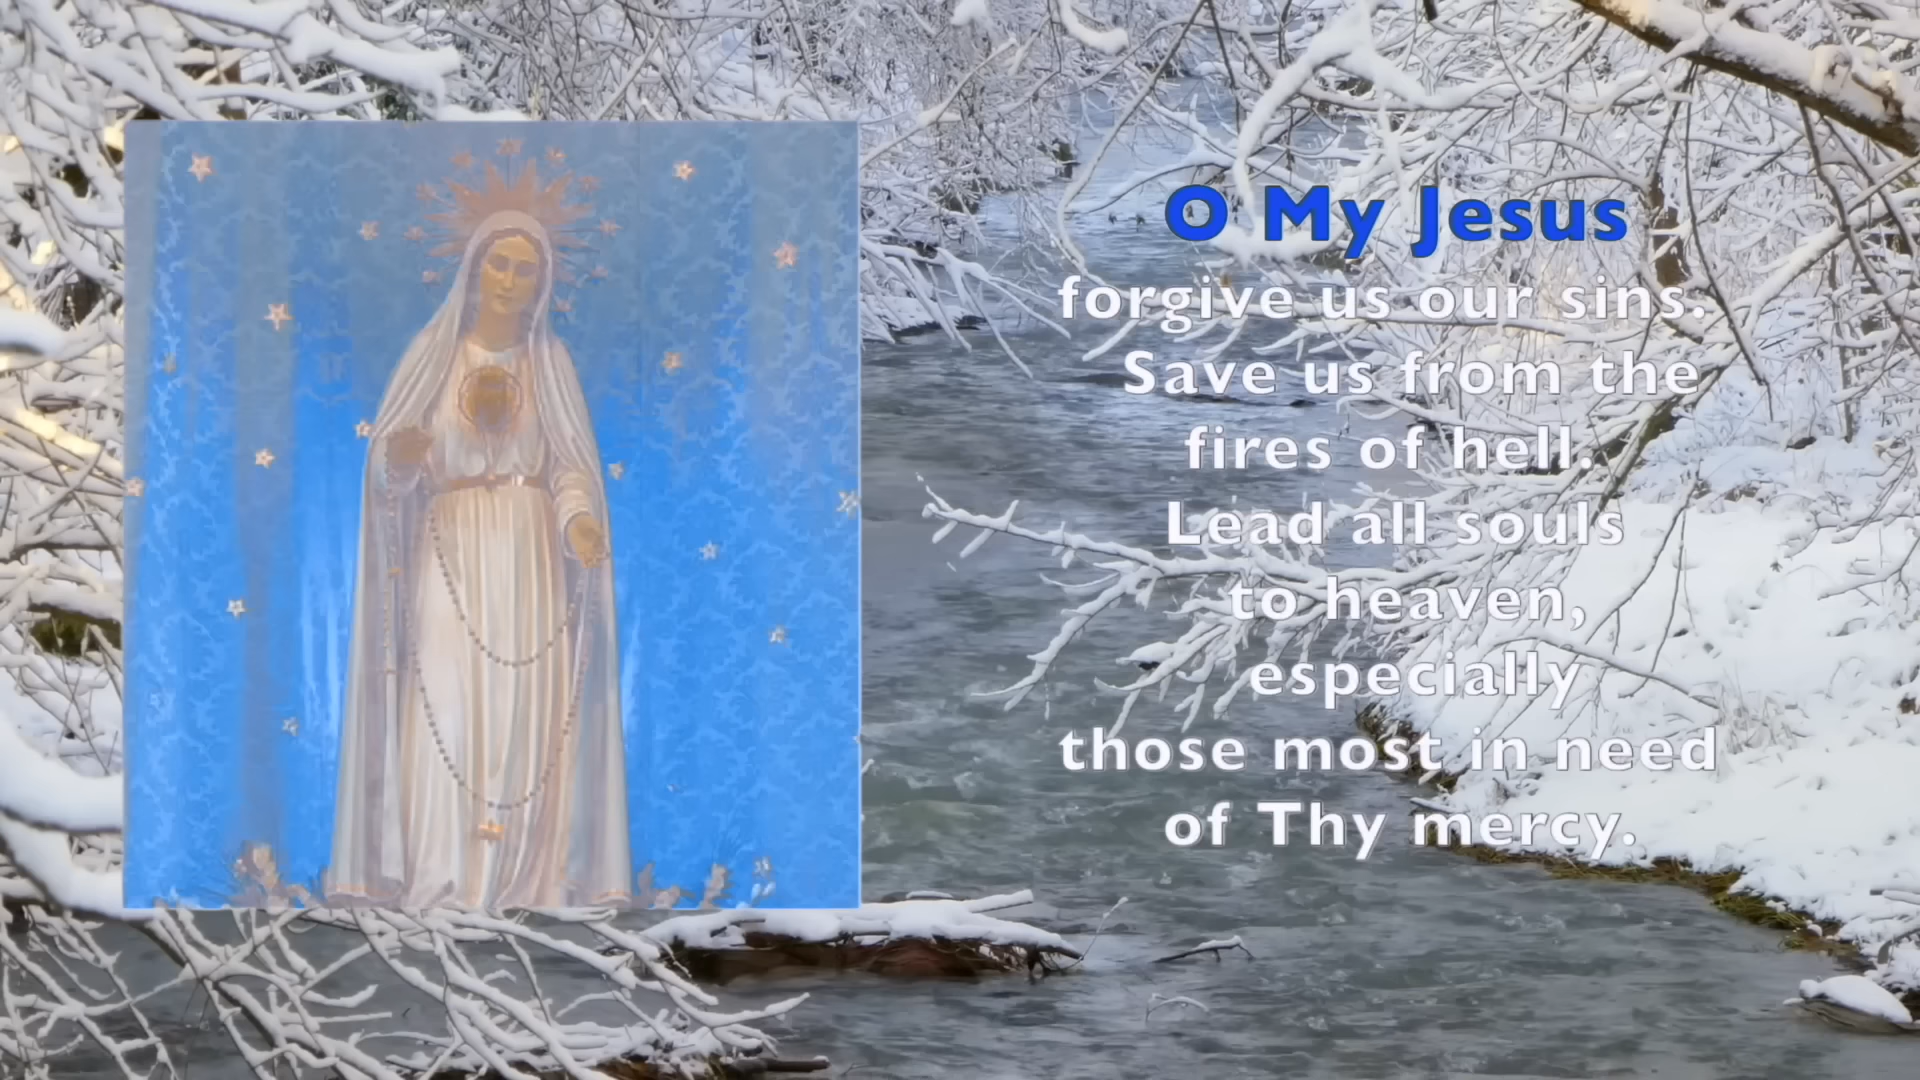 O My Jesus
forgive us our sins.
Save us from the
fires of hell.
Lead all souls
to heaven,
especially
those most in need
of Thy mercy.